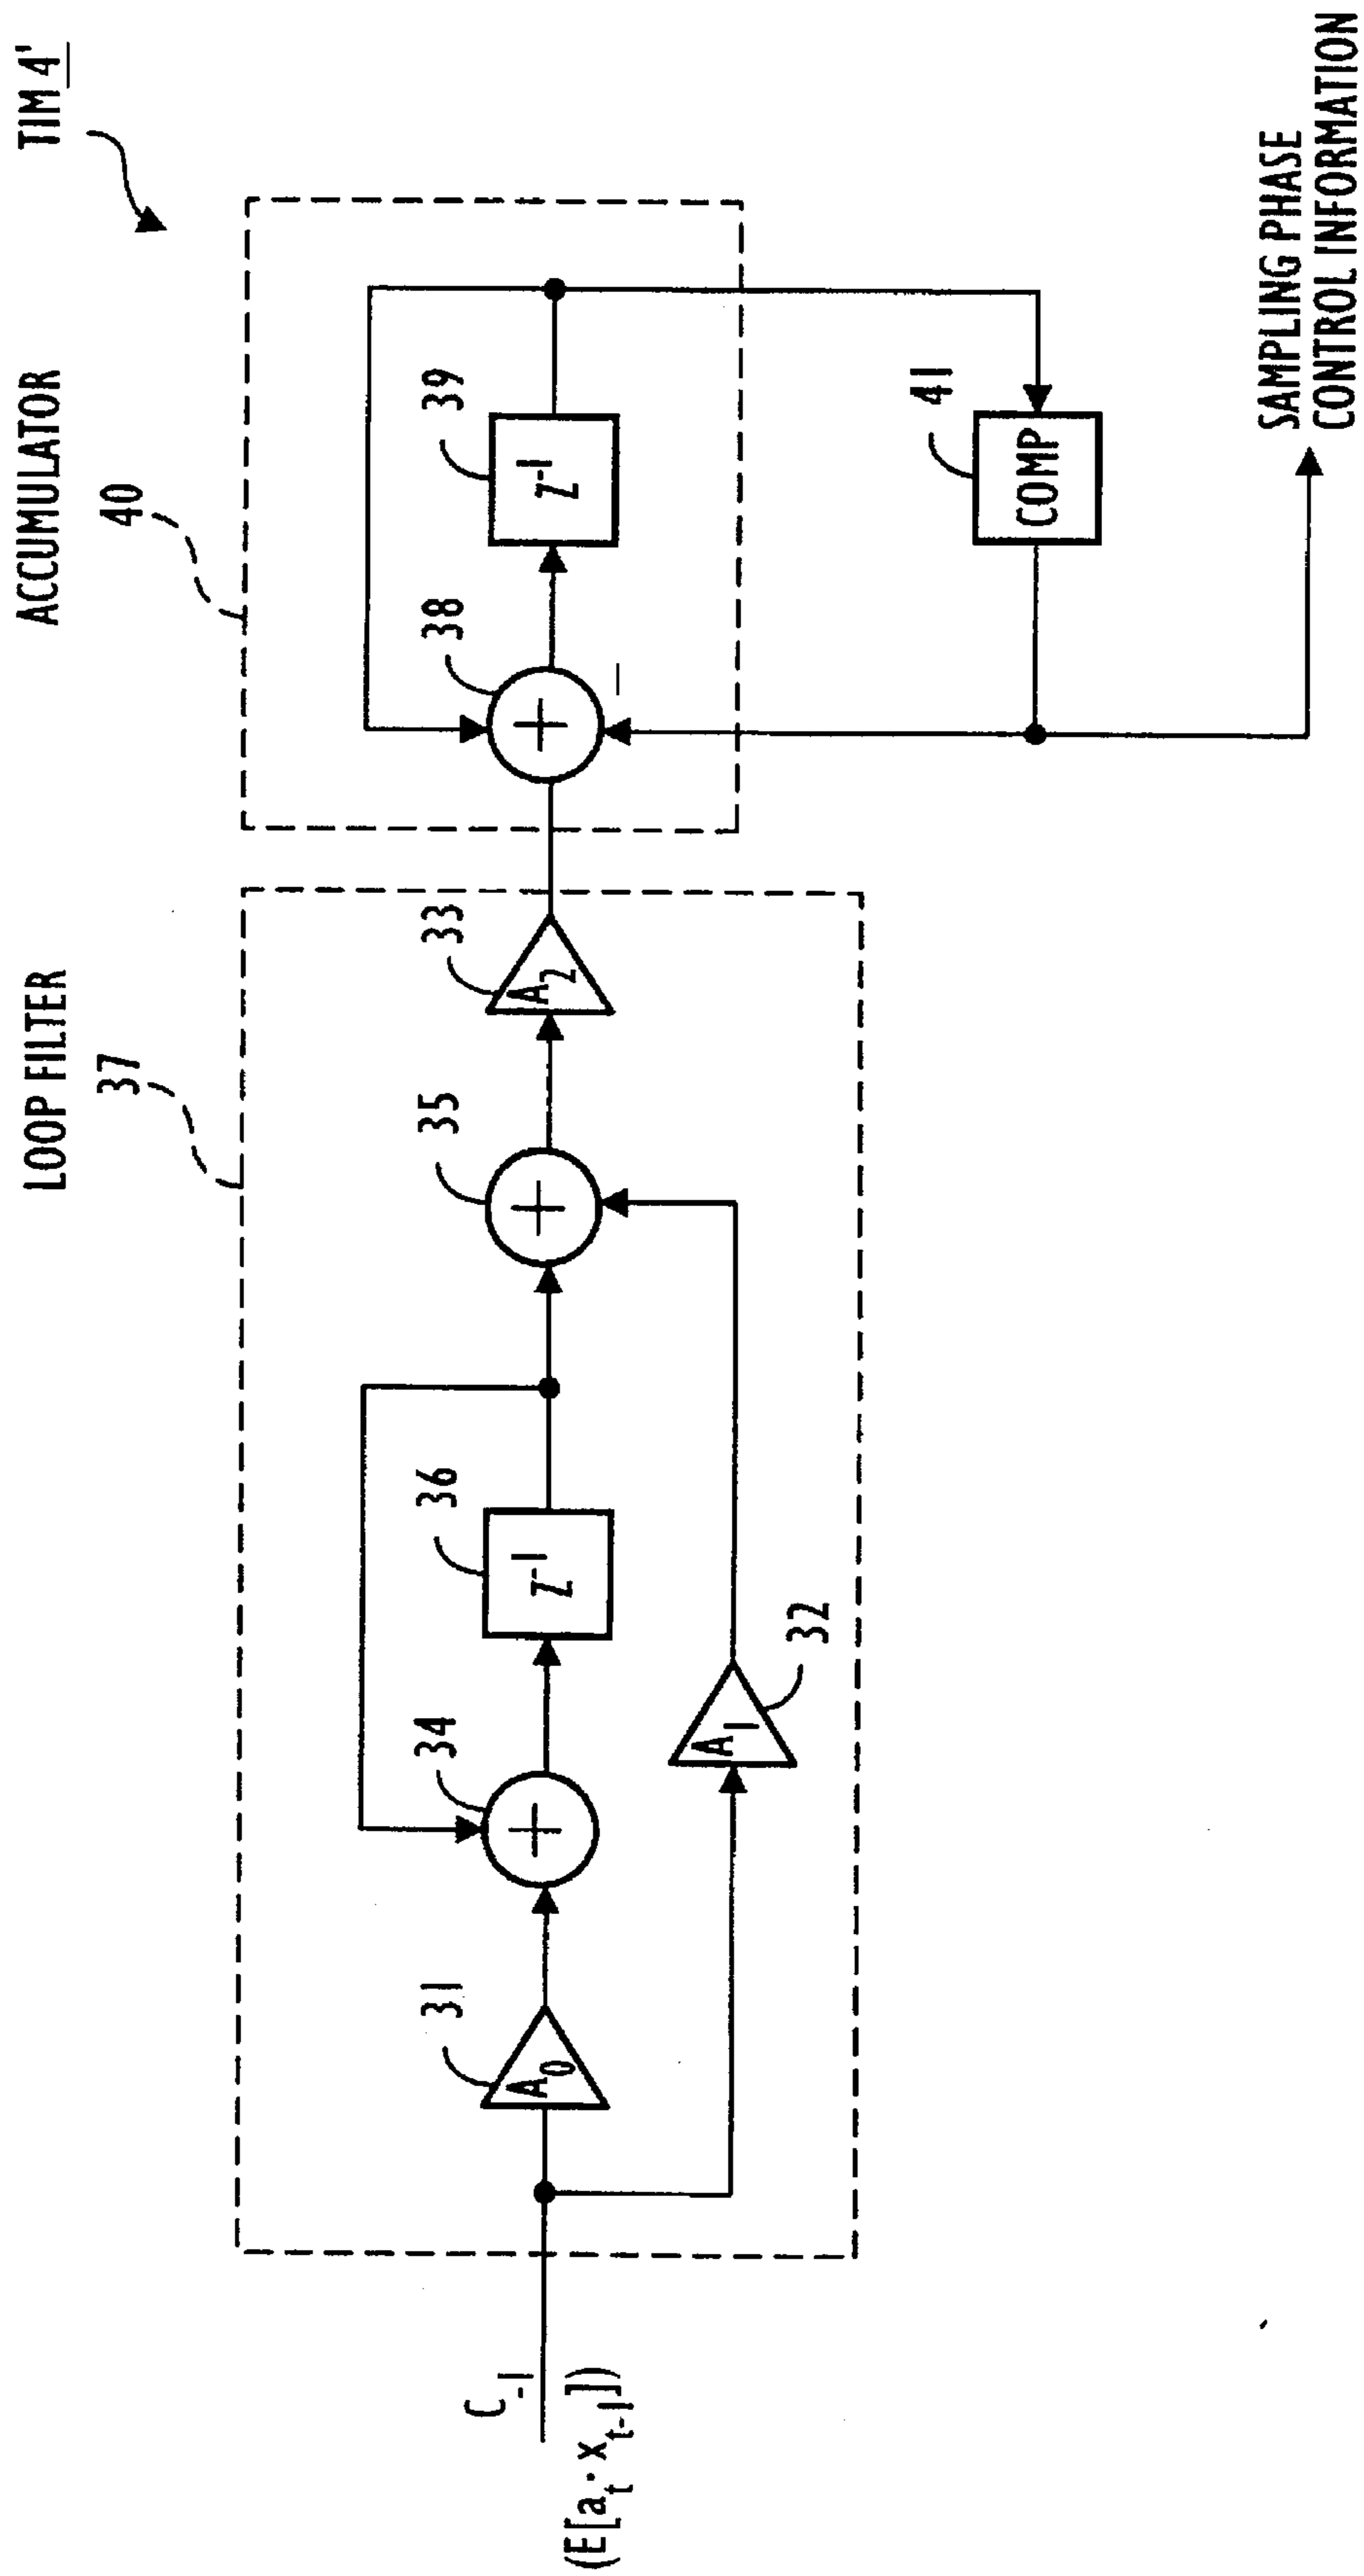 TIM 4'
ACCUMULATOR
40
LOOP FILTER
37
31
34
36
35
33
38
39
A0
+
Z-1
+
A2
+
Z-1
−
32
A1
C-1
(E[at · xt-1])
41
COMP
SAMPLING PHASE
CONTROL INFORMATION